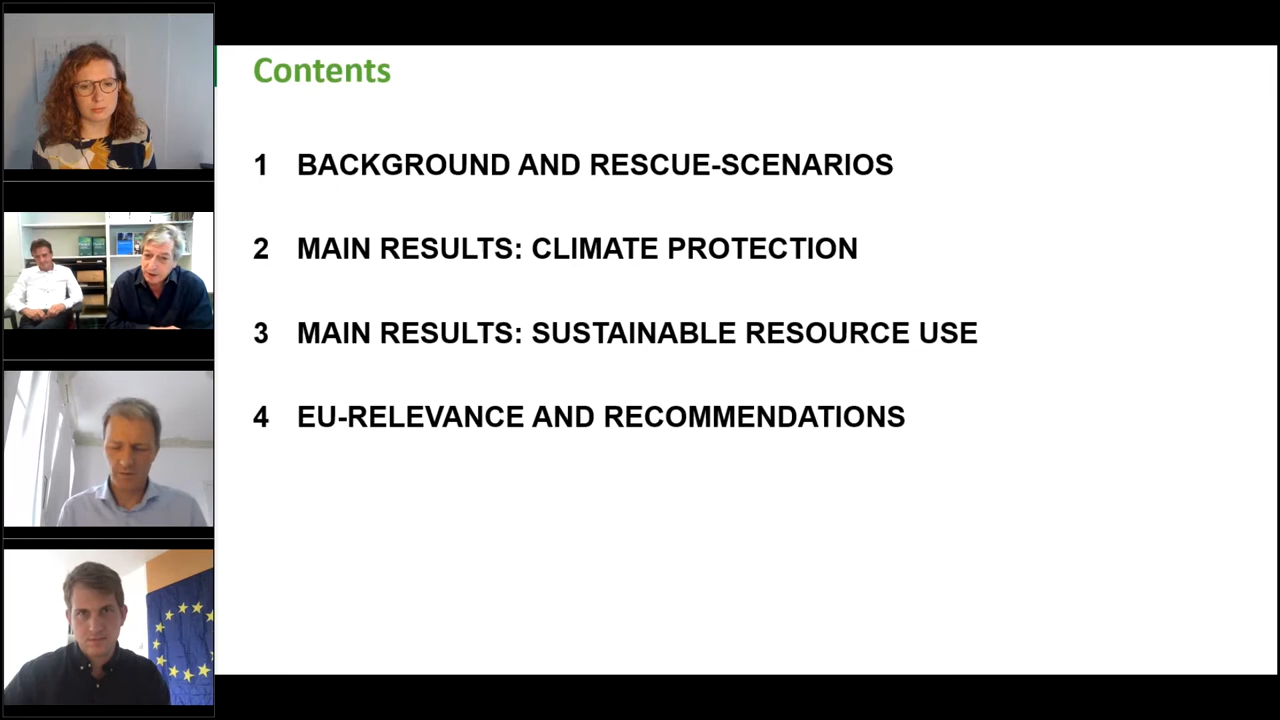 Contents
1 BACKGROUND AND RESCUE-SCENARIOS
2 MAIN RESULTS: CLIMATE PROTECTION
3 MAIN RESULTS: SUSTAINABLE RESOURCE USE
4 EU-RELEVANCE AND RECOMMENDATIONS